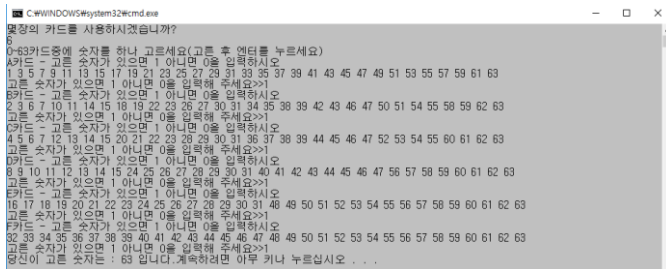 C:₩WINDOWS₩system32₩cmd.exe
몇장의 카드를 사용하시겠습니까?
6
0~63카드중에 숫자를 하나 고르세요(고른 후 엔터를 누르세요)
A카드 - 고른 숫자가 있으면 1 아니면 0을 입력하시오
1 3 5 7 9 11 13 15 17 19 21 23 25 27 29 31 33 35 37 39 41 43 45 47 49 51 53 55 57 59 61 63
고른 숫자가 있으면 1 아니면 0을 입력해 주세요>>1
B카드 - 고른 숫자가 있으면 1 아니면 0을 입력하시오
2 3 6 7 10 11 14 15 18 19 22 23 26 27 30 31 34 35 38 39 42 43 46 47 50 51 54 55 58 59 62 63
고른 숫자가 있으면 1 아니면 0을 입력해 주세요>>1
C카드 - 고른 숫자가 있으면 1 아니면 0을 입력하시오
4 5 6 7 12 13 14 15 20 21 22 23 28 29 30 31 36 37 38 39 44 45 46 47 52 53 54 55 60 61 62 63
고른 숫자가 있으면 1 아니면 0을 입력해 주세요>>1
D카드 - 고른 숫자가 있으면 1 아니면 0을 입력하시오
8 9 10 11 12 13 14 15 24 25 26 27 28 29 30 31 40 41 42 43 44 45 46 47 56 57 58 59 60 61 62 63
고른 숫자가 있으면 1 아니면 0을 입력해 주세요>>1
E카드 - 고른 숫자가 있으면 1 아니면 0을 입력하시오
16 17 18 19 20 21 22 23 24 25 26 27 28 29 30 31 48 49 50 51 52 53 54 55 56 57 58 59 60 61 62 63
고른 숫자가 있으면 1 아니면 0을 입력해 주세요>>1
F카드 - 고른 숫자가 있으면 1 아니면 0을 입력하시오
32 33 34 35 36 37 38 39 40 41 42 43 44 45 46 47 48 49 50 51 52 53 54 55 56 57 58 59 60 61 62 63
고른 숫자가 있으면 1 아니면 0을 입력해 주세요>>1
당신이 고른 숫자는 : 63 입니다.계속하려면 아무 키나 누르십시오 . . .